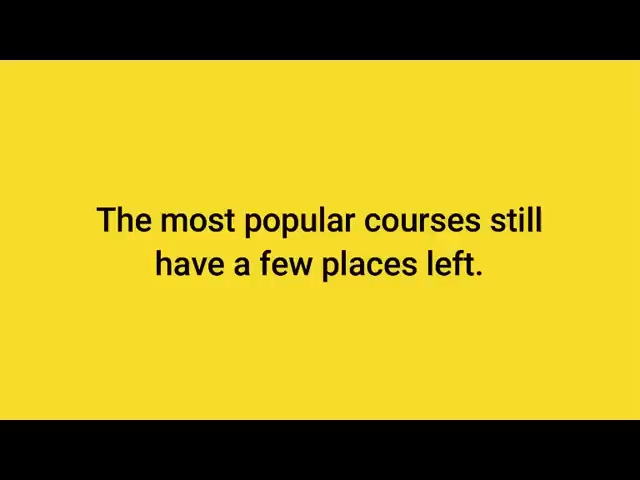 The most popular courses still
have a few places left.